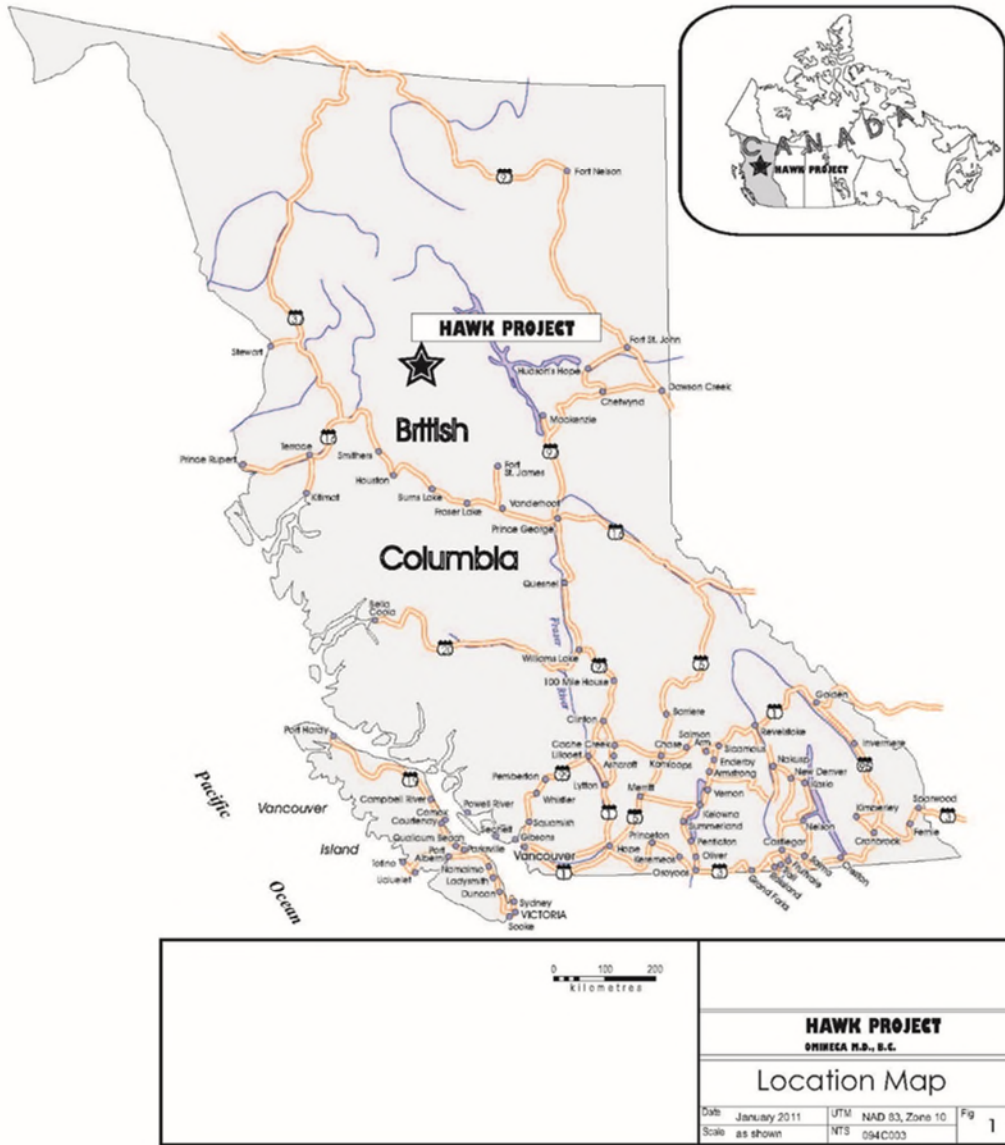 CANADA
HAWK PROJECT
Fort Nelson
HAWK PROJECT
Stewart
Fort St. John
Hudson's Hope
Dawson Creek
Chetwynd
Mackenzie
British
Prince Rupert
Terrace
Smithers
Kitimat
Houston
Fort
St. James
Burns Lake
Fraser Lake
Vanderhoof
Prince George
Columbia
Quesnel
Bella
Coola
Fraser
River
Williams Lake
100 Mile House
Clinton
Barriere
Golden
Revelstoke
Port Hardy
Cache Creek
Lillooet
Ashcroft
Chase
Kamloops
Salmon
Arm
Sicamous
Enderby
Armstrong
Nakusp
New Denver
Kaslo
Invermere
Pacific
Ocean
Vancouver
Island
Pemberton
Whistler
Lytton
Merritt
Vernon
Kelowna
Summerland
Penticton
Kimberley
Sparwood
Campbell River
Comox
Courtenay
Powell River
Squamish
Sechelt
Gibsons
Qualicum Beach
Port
Alberni
Parksville
Vancouver
Hope
Princeton
Keremeos
Oliver
Osoyoos
Nelson
Castlegar
Fruitvale
Trail
Rossland
Grand Forks
Salmo
Creston
Cranbrook
Fernie
Tofino
Ucluelet
Nanaimo
Ladysmith
Duncan
Sydney
VICTORIA
Sooke
0 100 200
kilometres
HAWK PROJECT
OMINECA M.D., B.C.
Location Map
Date January 2011 UTM NAD 83, Zone 10 Fig 1
Scale as shown NTS 094C003